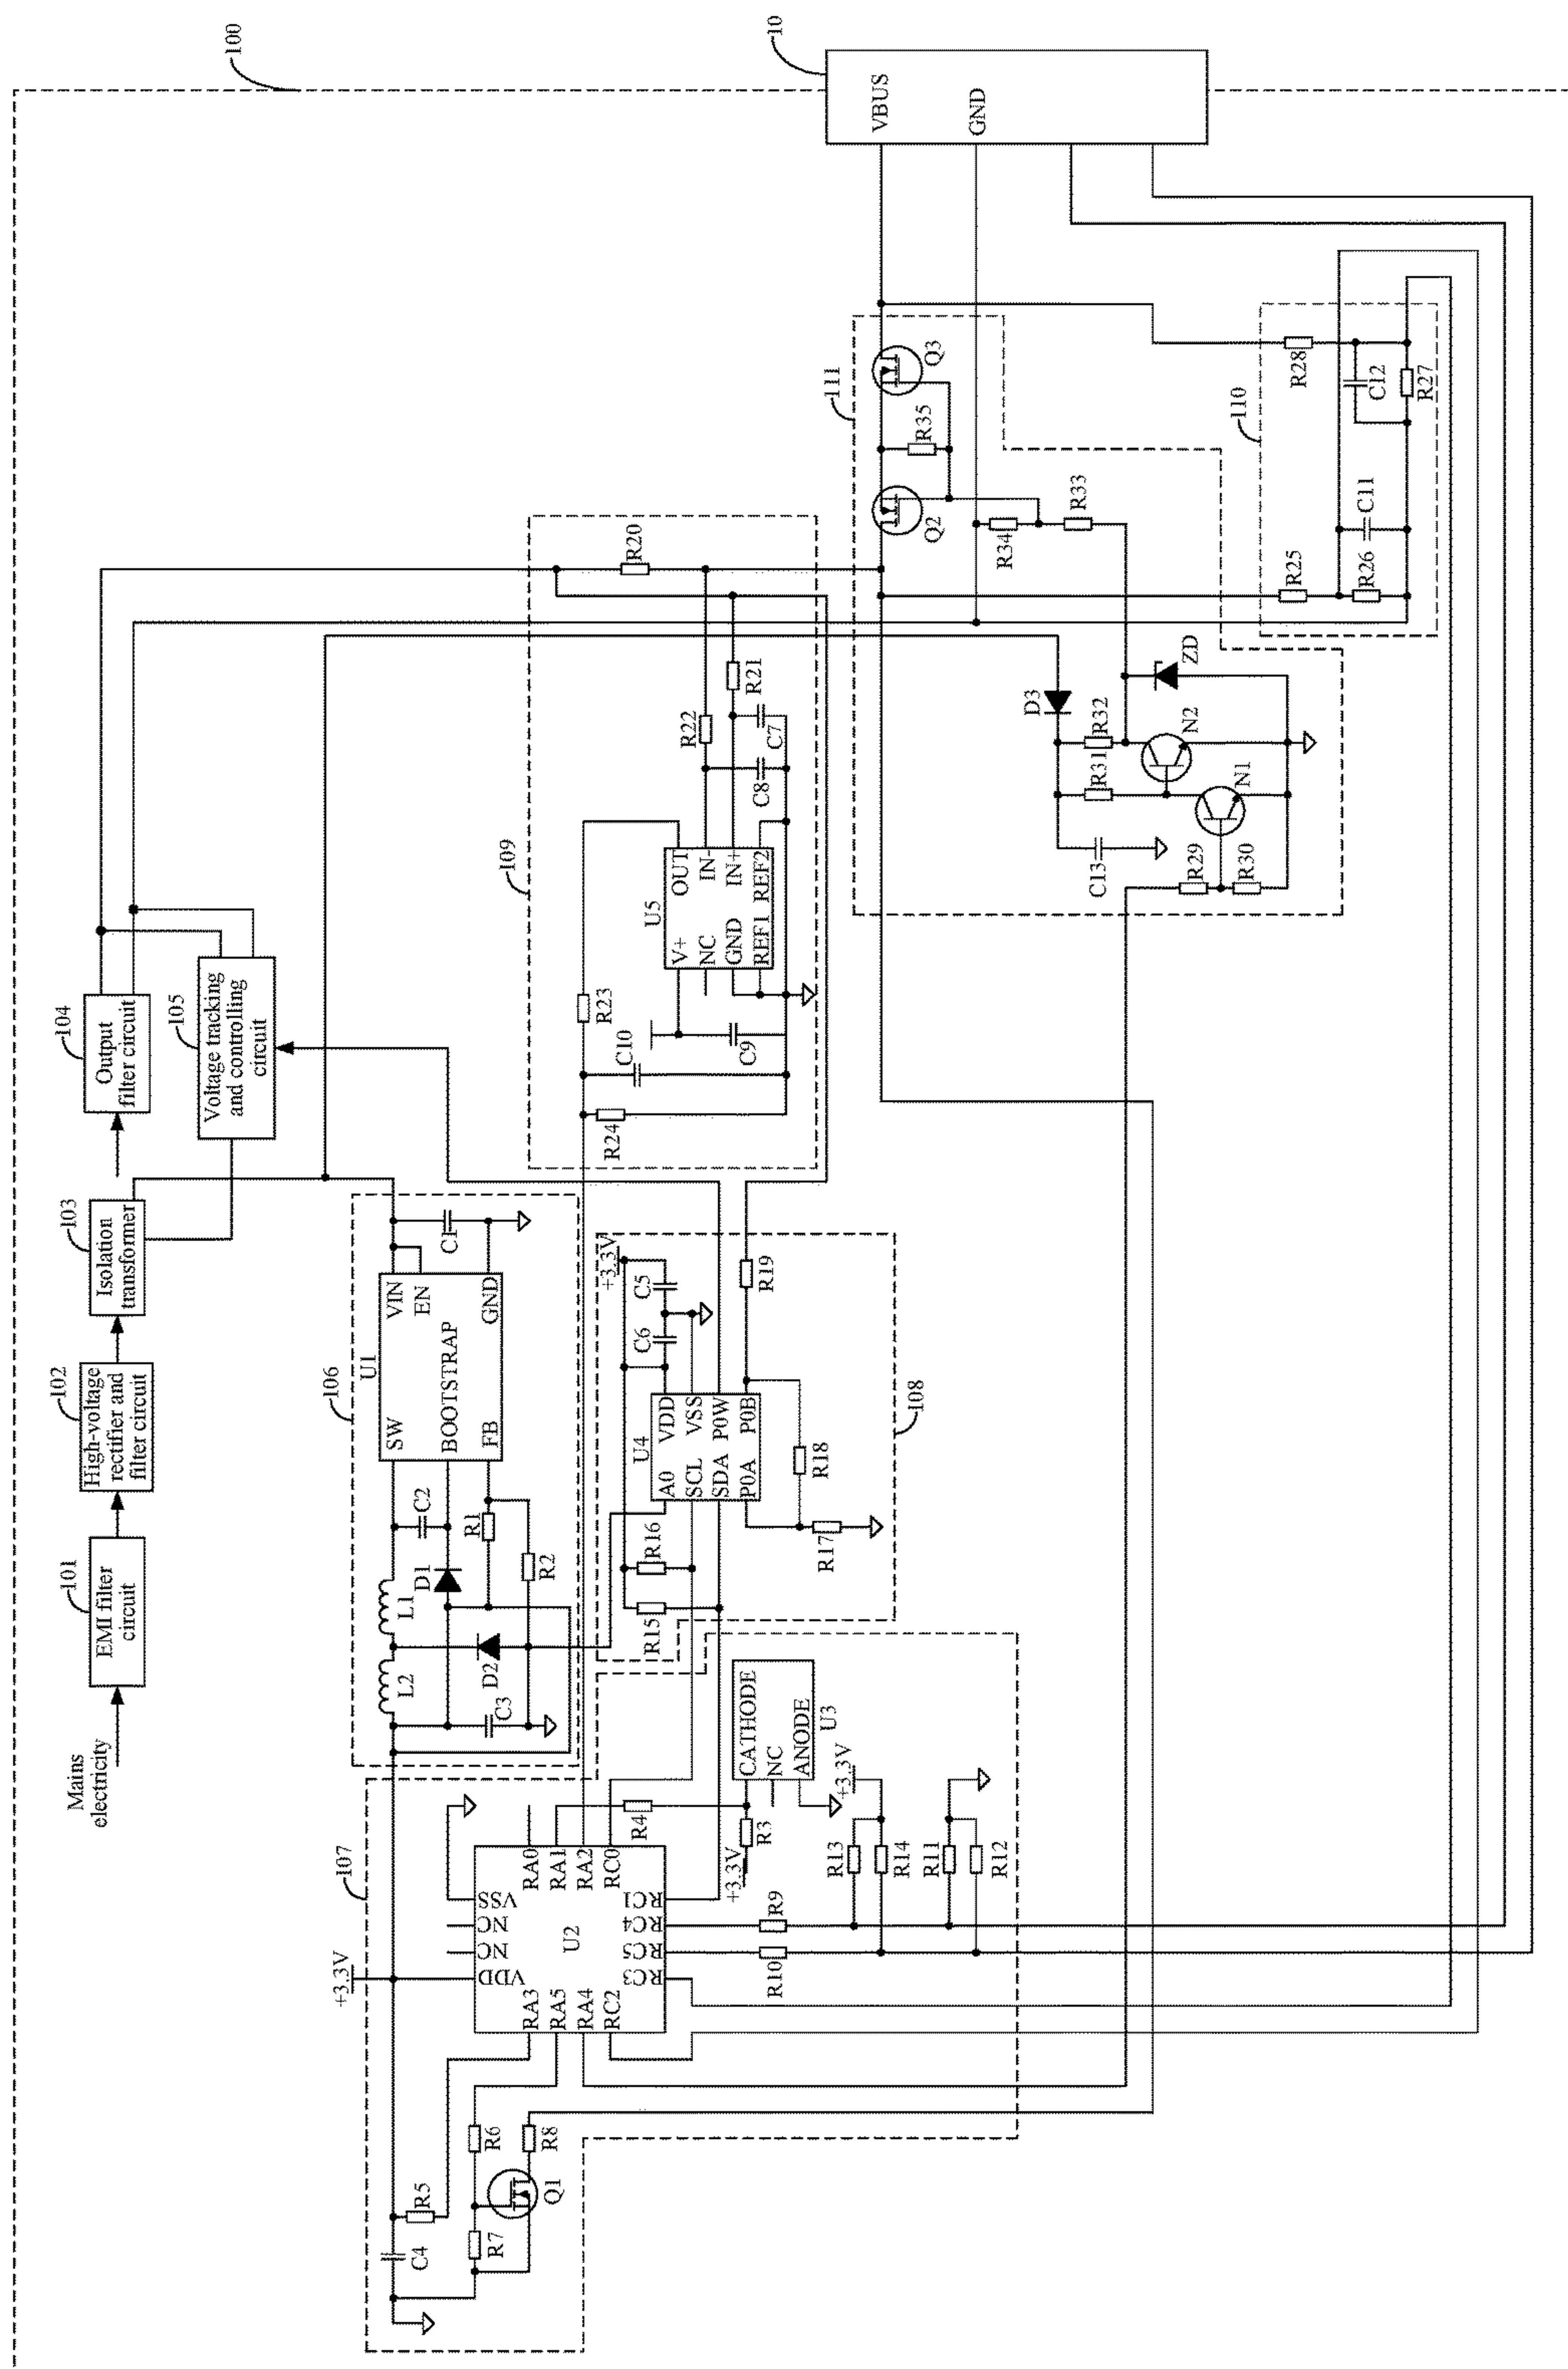 100
10
VBUS
GND
104
Output
filter circuit
105
Voltage tracking
and controlling
circuit
103
Isolation
transformer
102
High-voltage
rectifier and
filter circuit
101
EMI filter
circuit
Mains
electricity
106
U1
VIN
EN
GND
SW
BOOTSTRAP
FB
C1
C2
R1
R2
D1
L1
L2
D2
C3
109
R20
R21
R22
C7
C8
U5
OUT
IN-
IN+
REF2
V+
NC
GND
REF1
R23
C10
C9
R24
111
Q3
R35
Q2
R34
R33
D3
ZD
R32
N2
R31
N1
C13
R29
R30
110
R28
C12
R27
C11
R25
R26
108
+3.3V
C5
C6
R19
U4
VDD
VSS
P0W
P0B
A0
SCL
SDA
P0A
R18
R17
R16
R15
107
+3.3V
U2
VSS
NC
NC
VDD
RA0
RA1
RA2
RC0
RC1
RC4
RC5
RC3
RA3
RA5
RA4
RC2
R4
R3
+3.3V
CATHODE
NC
ANODE
U3
+3.3V
R13
R14
R11
R12
R9
R10
R6
R8
R5
R7
Q1
C4